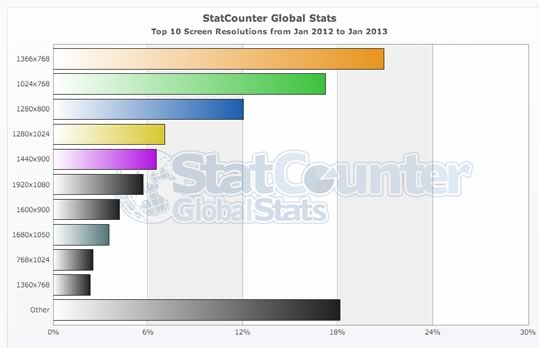 StatCounter Global Stats
Top 10 Screen Resolutions from Jan 2012 to Jan 2013
1366x768
1024x768
1280x800
1280x1024
1440x900
1920x1080
1600x900
1680x1050
768x1024
1360x768
Other
StatCounter
GlobalStats
0% 6% 12% 18% 24% 30%